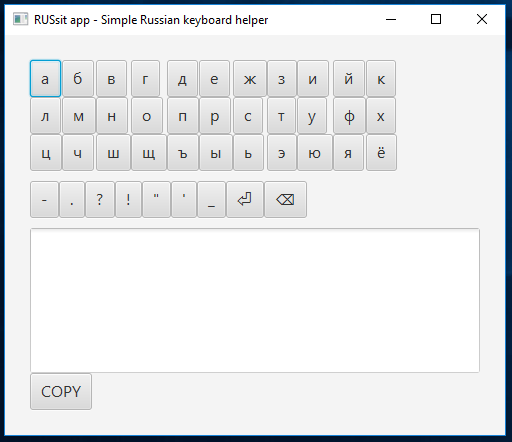 RUSsit app - Simple Russian keyboard helper
а б в г д е ж з и й к
л м н о п р с т у ф х
ц ч ш щ ъ ы ь э ю я ё
- . ? ! " ' _ ⏎ ⌫
COPY